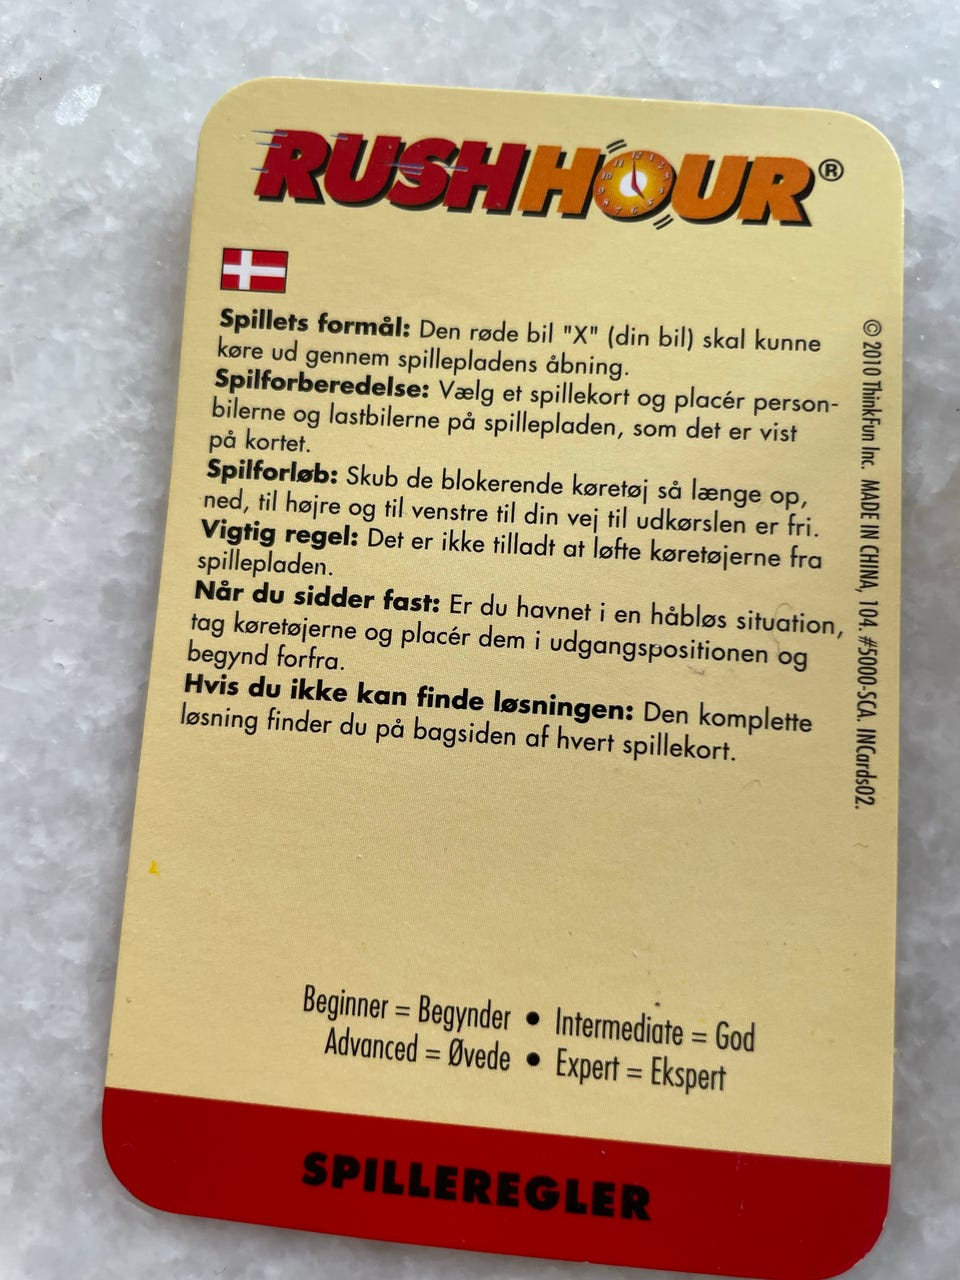 RUSH HOUR®
Spillets formål: Den røde bil "X" (din bil) skal kunne
køre ud gennem spillepladens åbning.
Spilforberedelse: Vælg et spillekort og placér person-
bilerne og lastbilerne på spillepladen, som det er vist
på kortet.
Spilforløb: Skub de blokerende køretøj så længe op,
ned, til højre og til venstre til din vej til udkørslen er fri.
Vigtig regel: Det er ikke tilladt at løfte køretøjerne fra
spillepladen.
Når du sidder fast: Er du havnet i en håbløs situation,
tag køretøjerne og placér dem i udgangspositionen og
begynd forfra.
Hvis du ikke kan finde løsningen: Den komplette
løsning finder du på bagsiden af hvert spillekort.
© 2010 ThinkFun Inc. MADE IN CHINA, 104. #5000-SCA. INCards02.
Beginner = Begynder • Intermediate = God
Advanced = Øvede • Expert = Ekspert
SPILLEREGLER